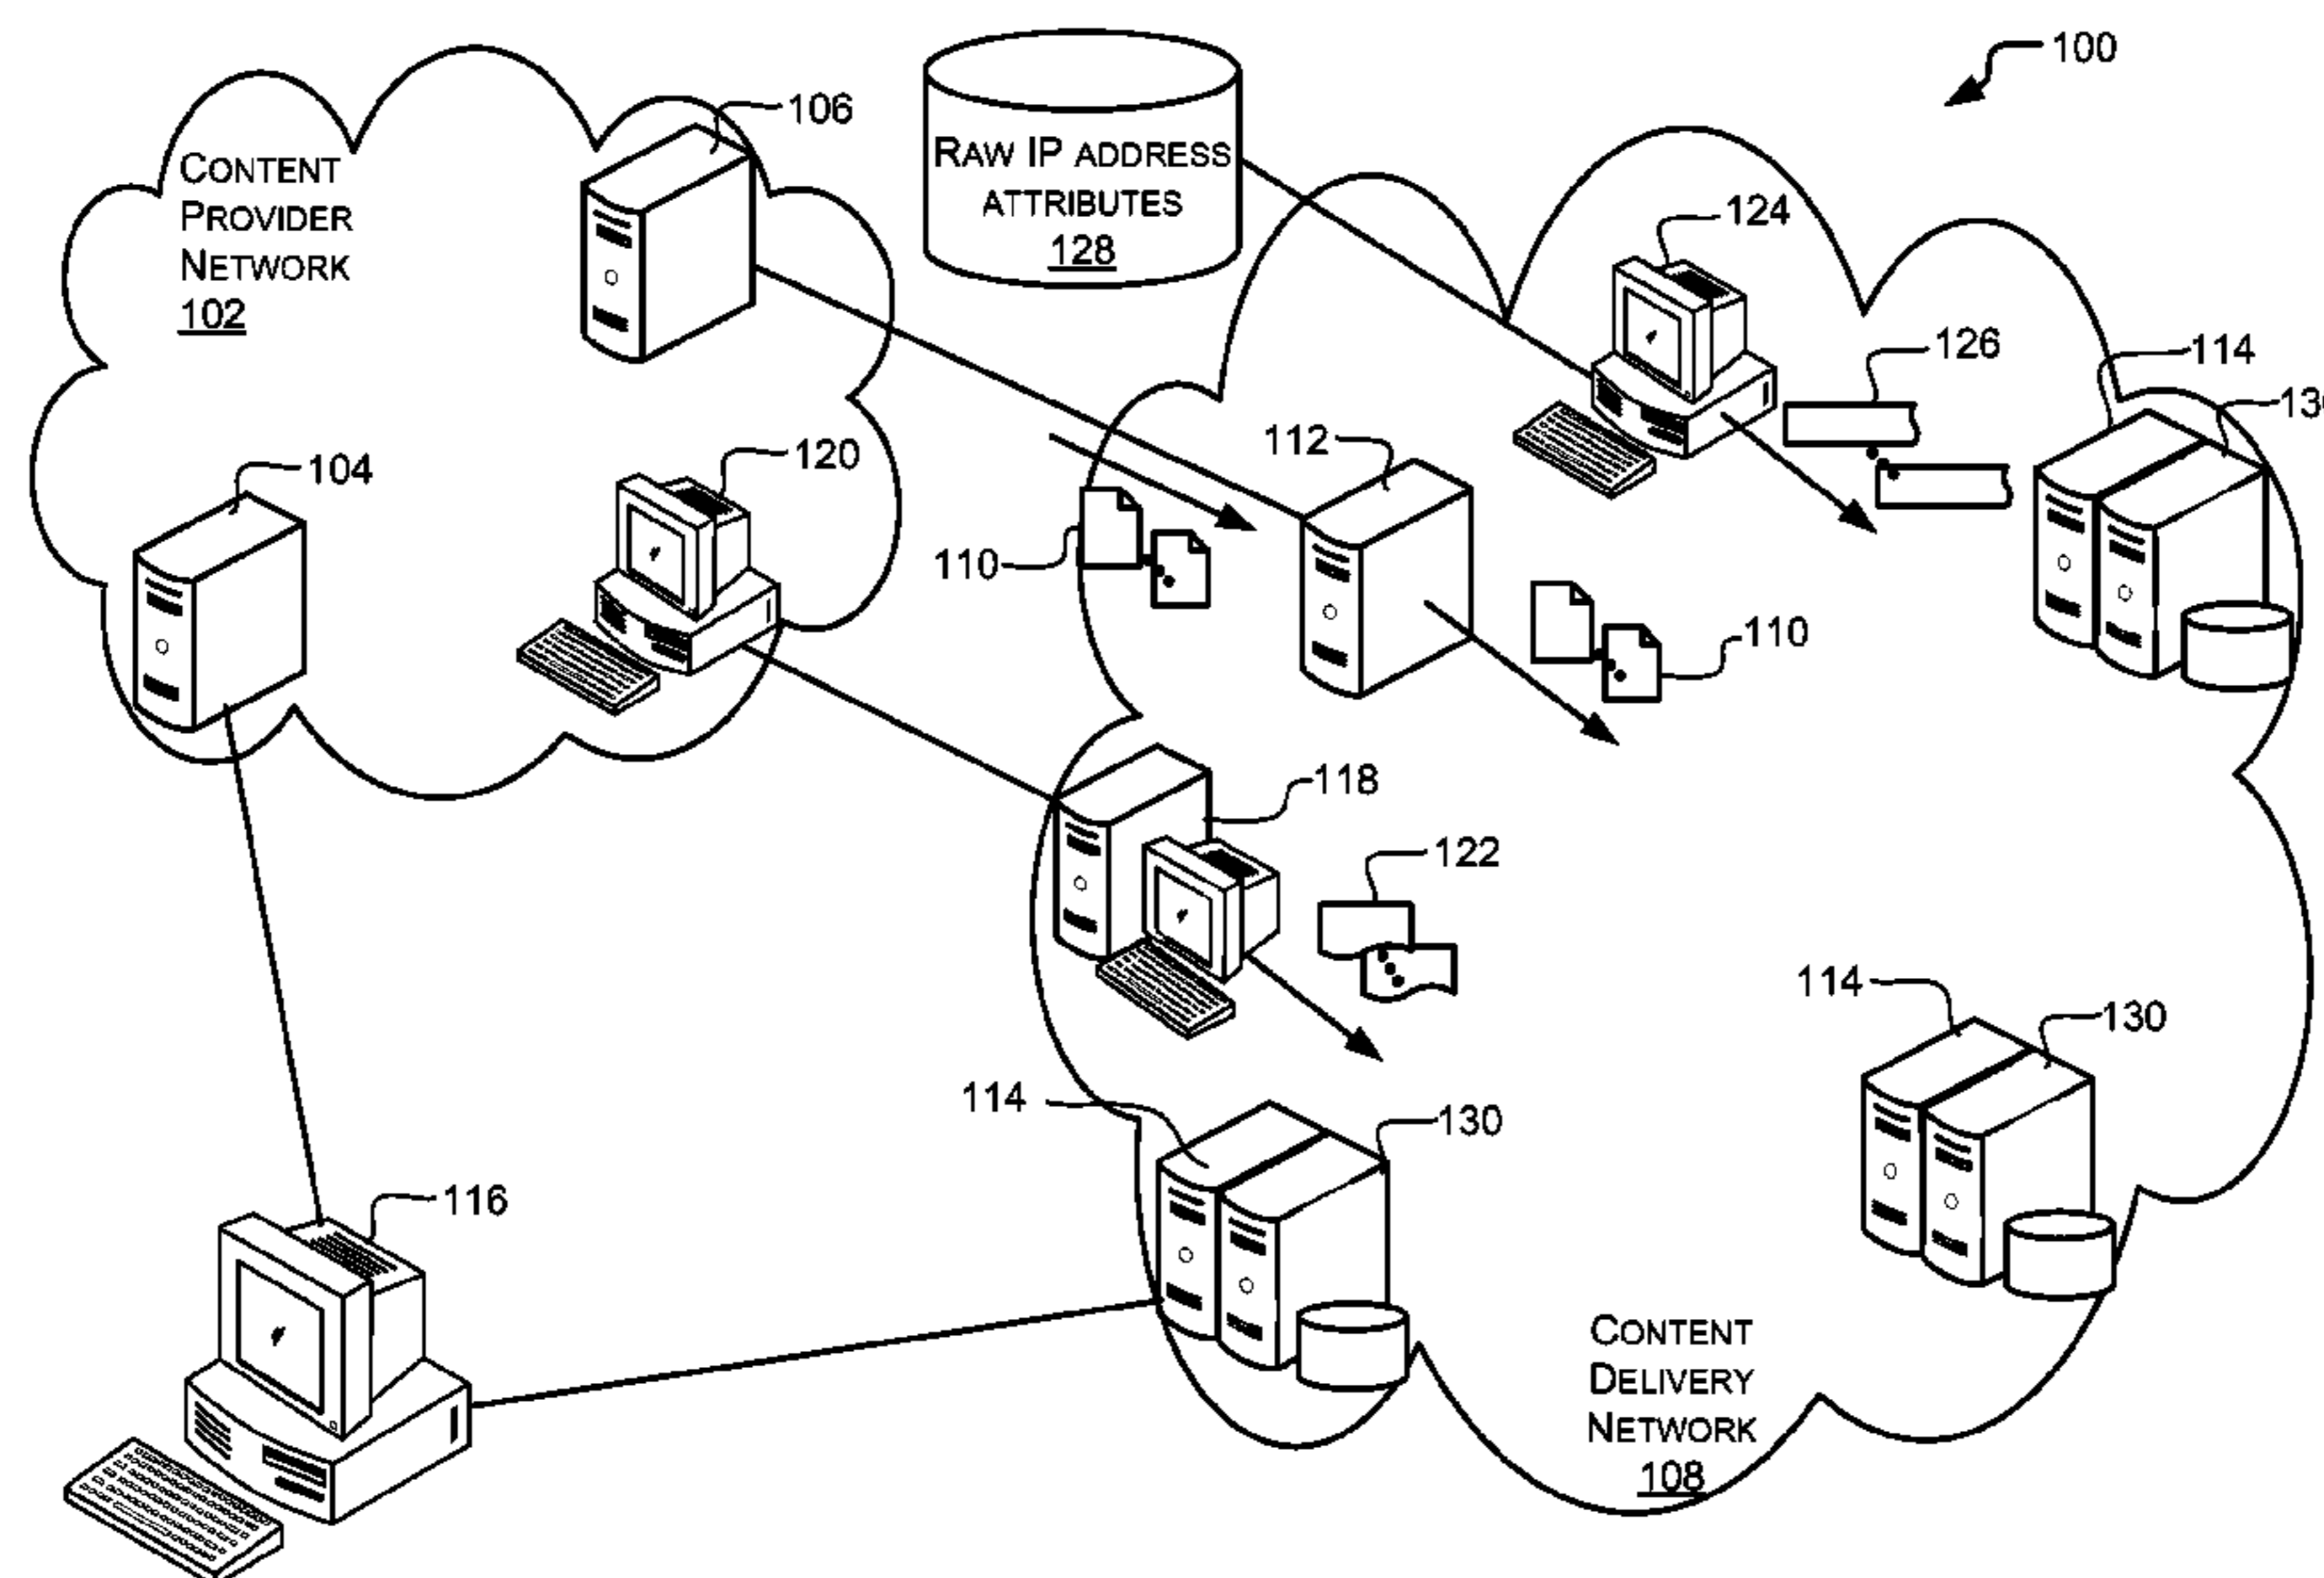 100
106
CONTENT
PROVIDER
NETWORK
102
RAW IP ADDRESS
ATTRIBUTES
128
124
126
114
104
120
112
110
110
118
122
114
130
114
130
116
CONTENT
DELIVERY
NETWORK
108